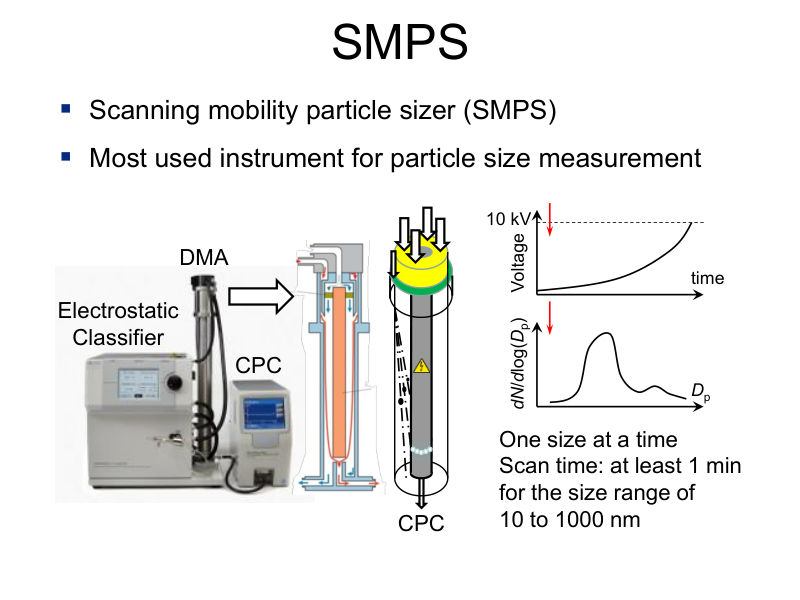 SMPS
Scanning mobility particle sizer (SMPS)
Most used instrument for particle size measurement
DMA
Electrostatic
Classifier
CPC
CPC
10 kV
Voltage
time
dN/dlog(Dp)
Dp
One size at a time
Scan time: at least 1 min
for the size range of
10 to 1000 nm